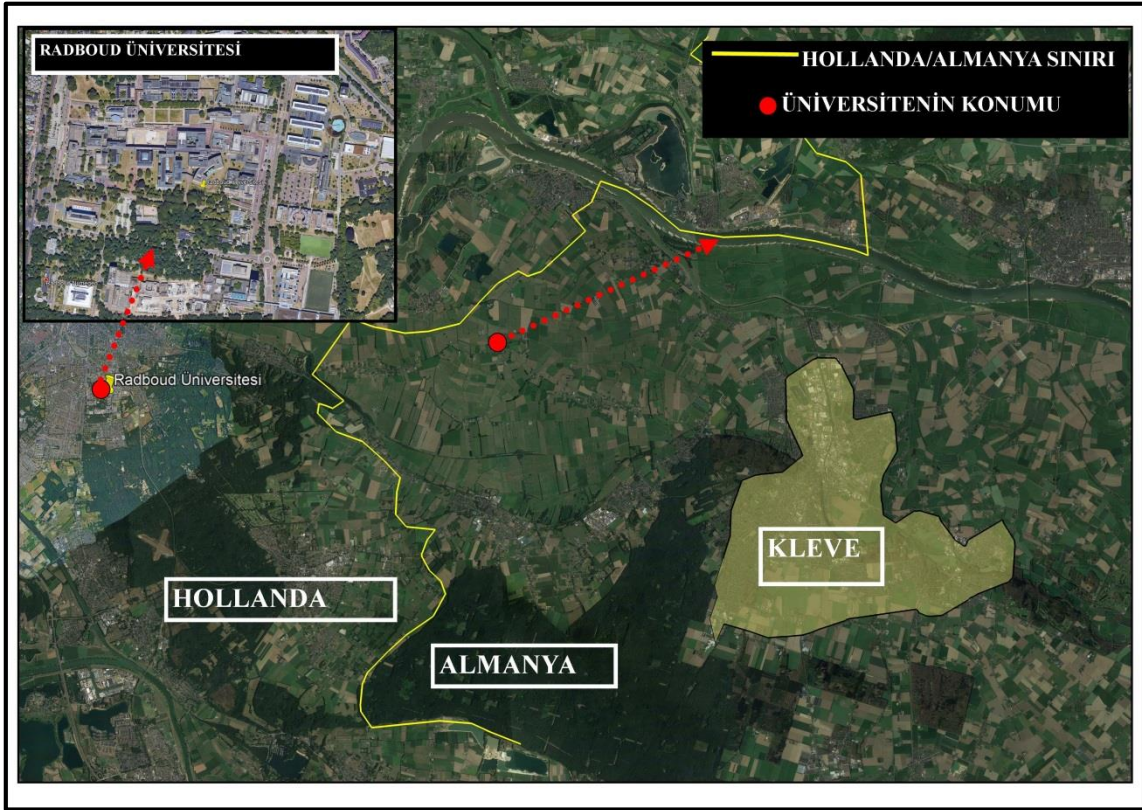 RADBOUD ÜNİVERSİTESİ
HOLLANDA/ALMANYA SINIRI
ÜNİVERSİTENİN KONUMU
Radboud Üniversitesi
KLEVE
HOLLANDA
ALMANYA